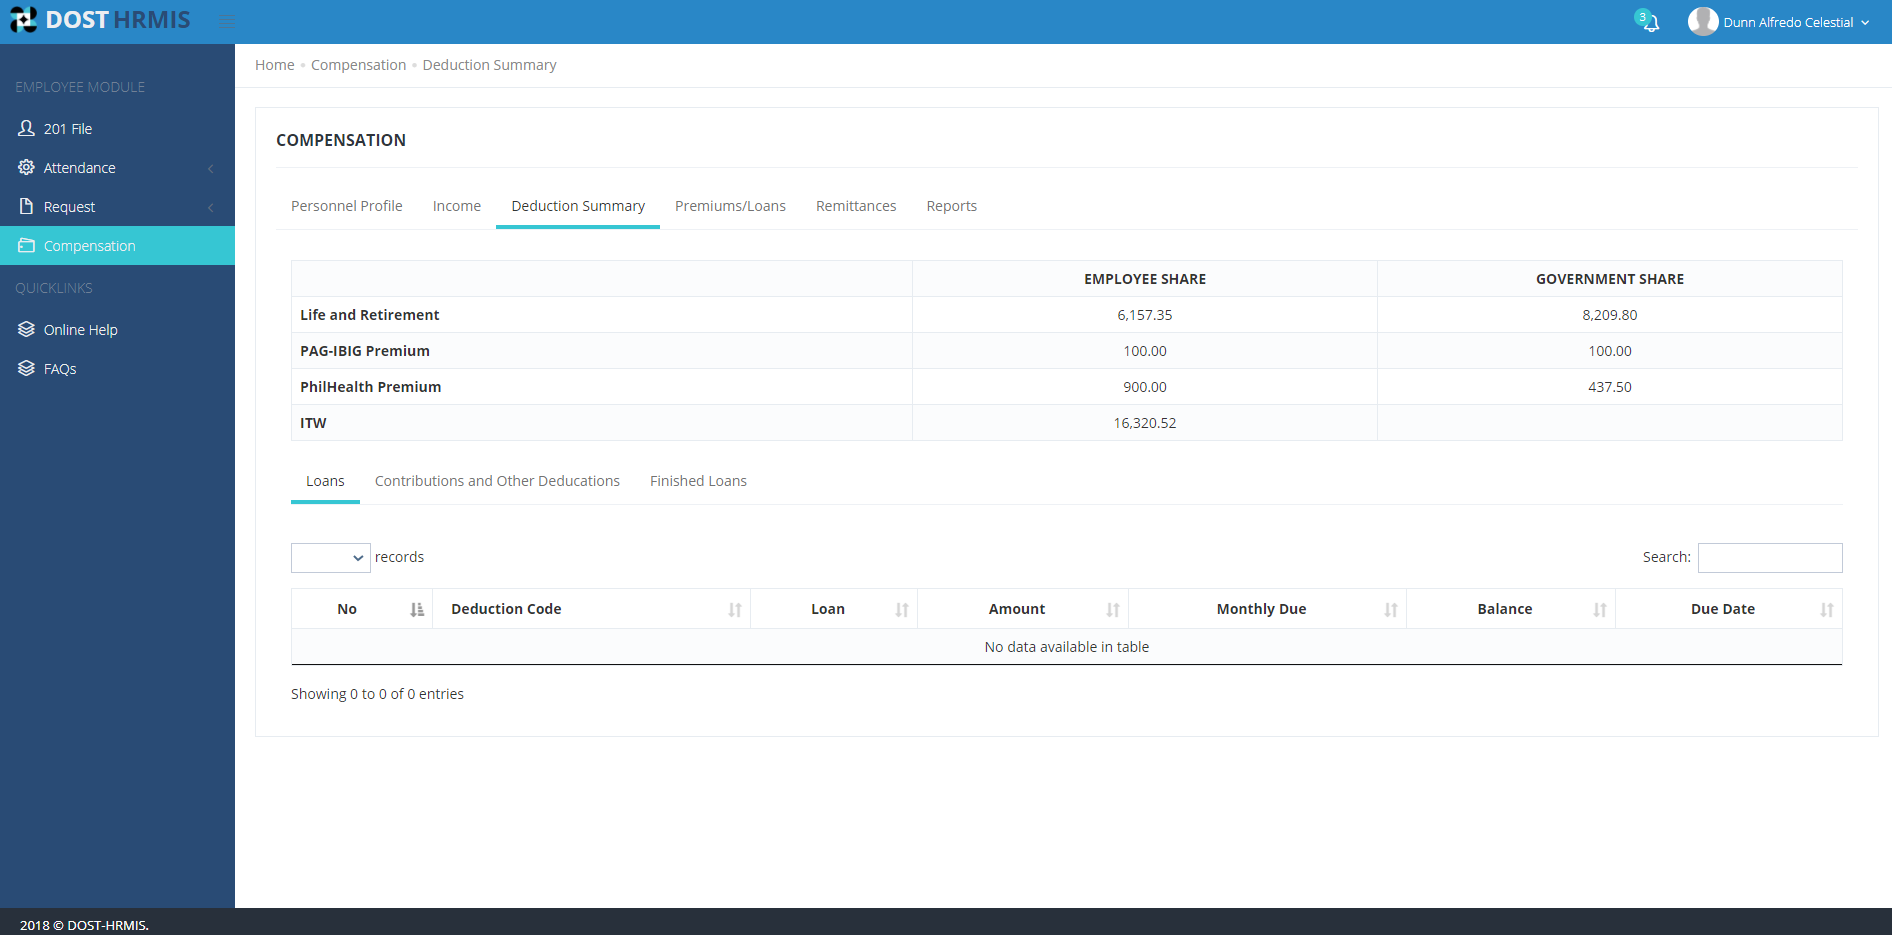 DOST HRMIS
3
Dunn Alfredo Celestial
EMPLOYEE MODULE
201 File
Attendance
Request
Compensation
QUICKLINKS
Online Help
FAQs
Home Compensation Deduction Summary
COMPENSATION
Personnel Profile Income Deduction Summary Premiums/Loans Remittances Reports
EMPLOYEE SHARE GOVERNMENT SHARE
Life and Retirement 6,157.35 8,209.80
PAG-IBIG Premium 100.00 100.00
PhilHealth Premium 900.00 437.50
ITW 16,320.52
Loans Contributions and Other Deducations Finished Loans
records Search:
No Deduction Code Loan Amount Monthly Due Balance Due Date
No data available in table
Showing 0 to 0 of 0 entries
2018 © DOST-HRMIS.